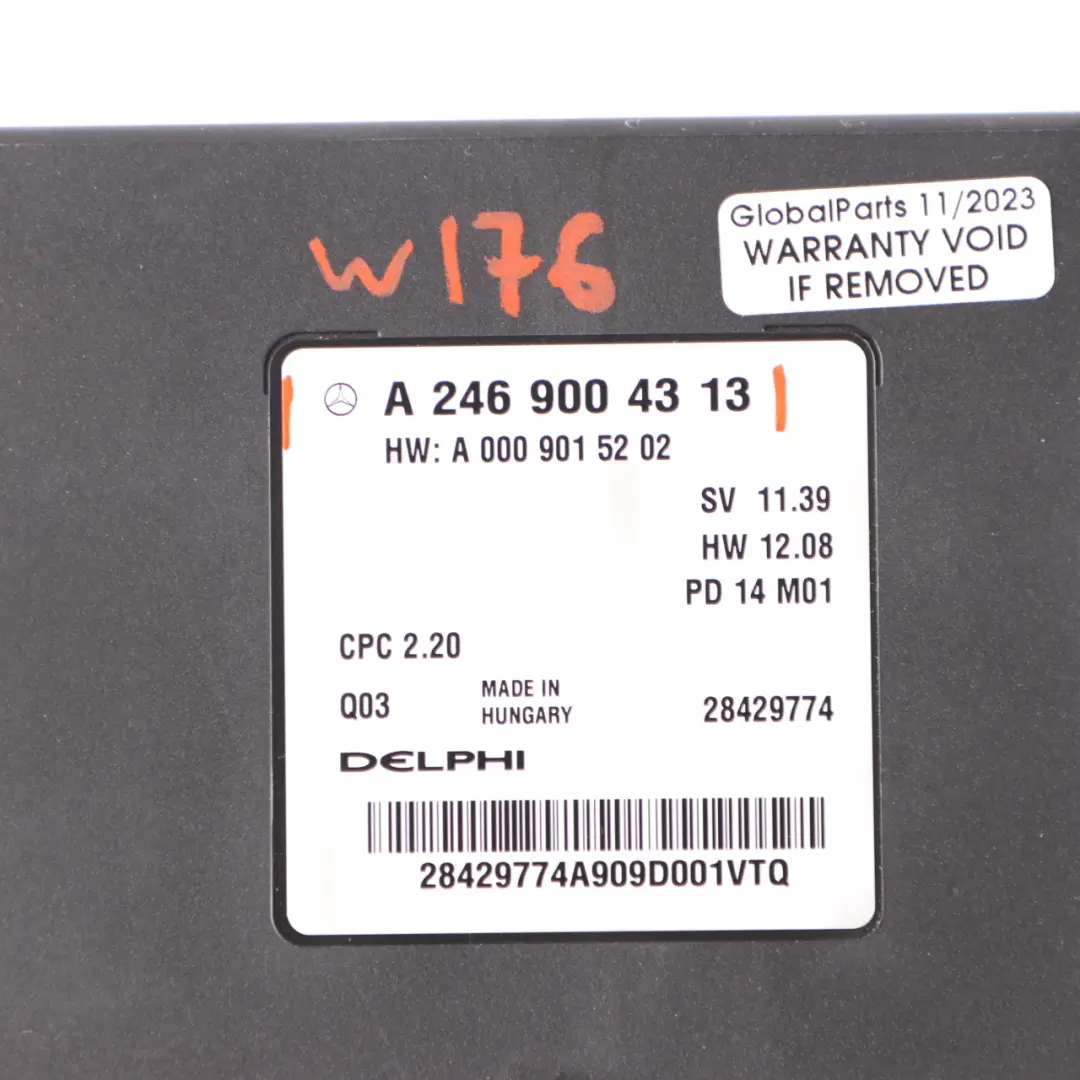 w176
GlobalParts 11/2023
WARRANTY VOID
IF REMOVED
A 246 900 43 13
HW: A 000 901 52 02
SV 11.39
HW 12.08
PD 14 M01
CPC 2.20
Q03
MADE IN
HUNGARY
28429774
DELPHI
28429774A909D001VTQ